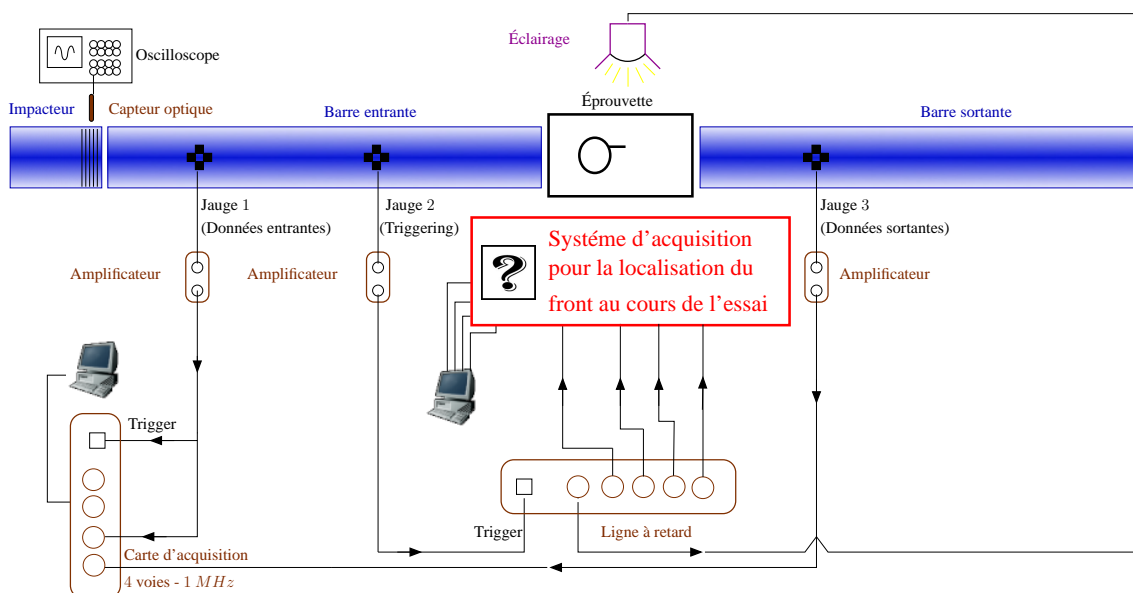 Éclairage
Oscilloscope
Éprouvette
Impacteur
Capteur optique
Barre entrante
Barre sortante
Jauge 1
(Données entrantes)
Jauge 2
(Triggering)
Jauge 3
(Données sortantes)
?
Systéme d'acquisition
pour la localisation du
front au cours de l'essai
Amplificateur
Amplificateur
Amplificateur
Trigger
Trigger
Ligne à retard
Carte d'acquisition
4 voies - 1 MHz